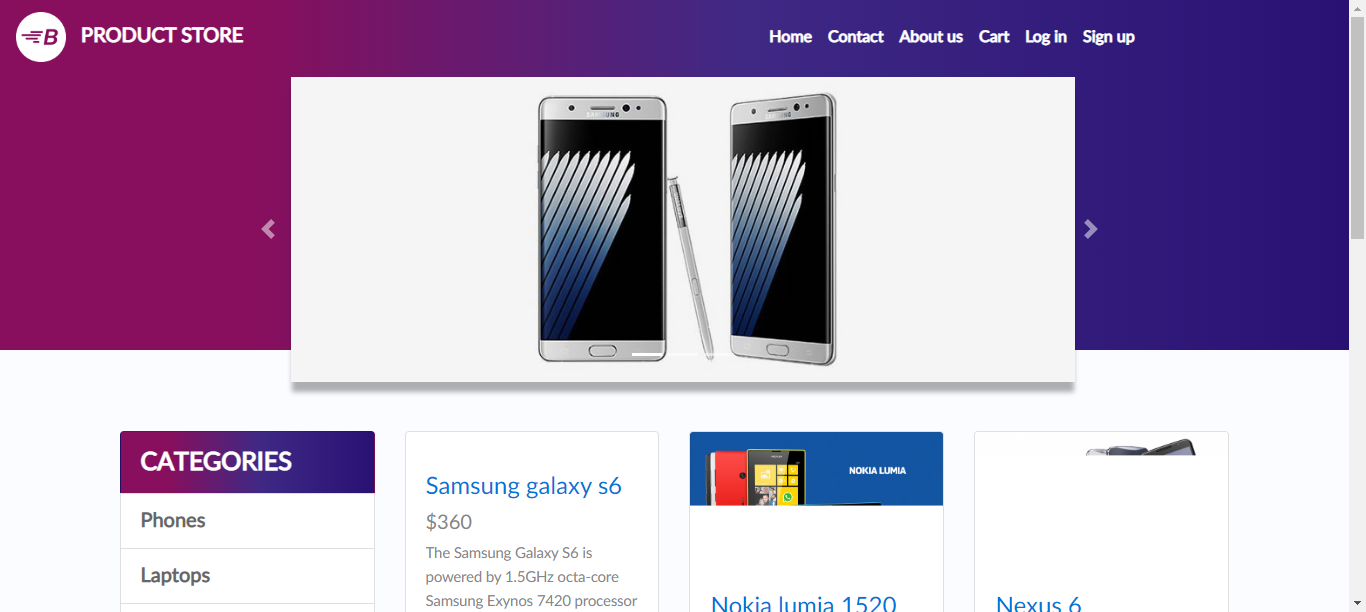 B PRODUCT STORE
Home Contact About us Cart Log in Sign up
SAMSUNG
SAMSUNG
CATEGORIES
Phones
Laptops
Samsung galaxy s6
$360
The Samsung Galaxy S6 is
powered by 1.5GHz octa-core
Samsung Exynos 7420 processor
NOKIA LUMIA
Nokia lumia 1520
Nexus 6